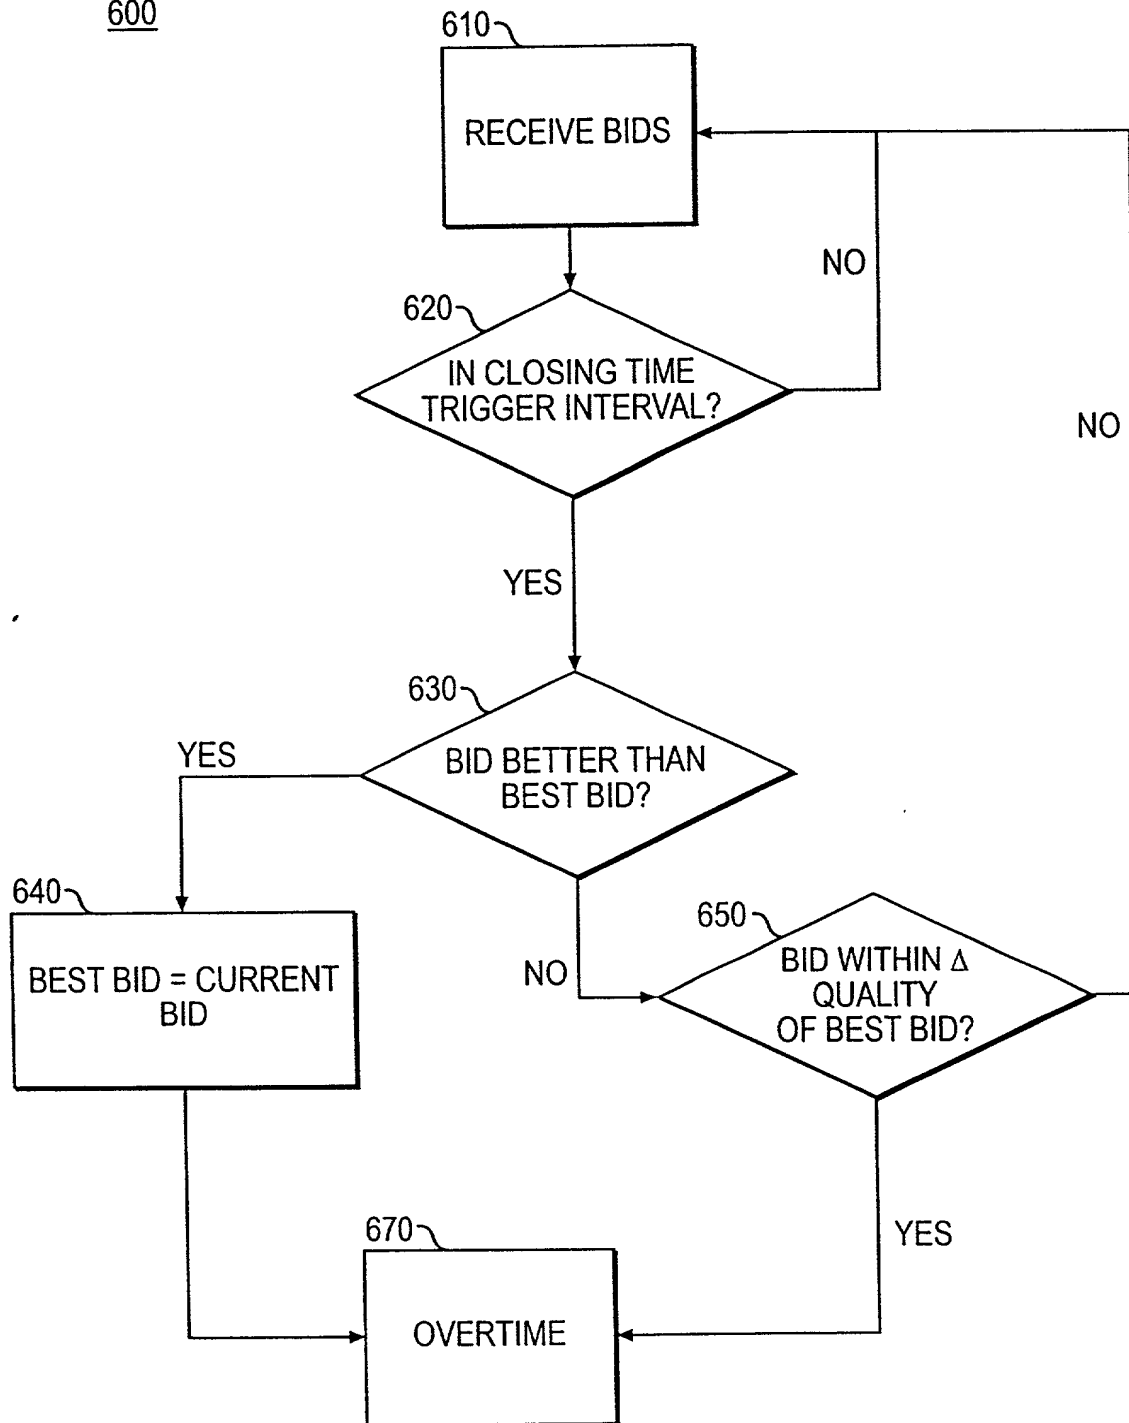 600
610
RECEIVE BIDS
NO
620
IN CLOSING TIME
TRIGGER INTERVAL?
NO
YES
630
YES
BID BETTER THAN
BEST BID?
640
650
BEST BID = CURRENT
BID
NO
BID WITHIN Δ
QUALITY
OF BEST BID?
670
YES
OVERTIME